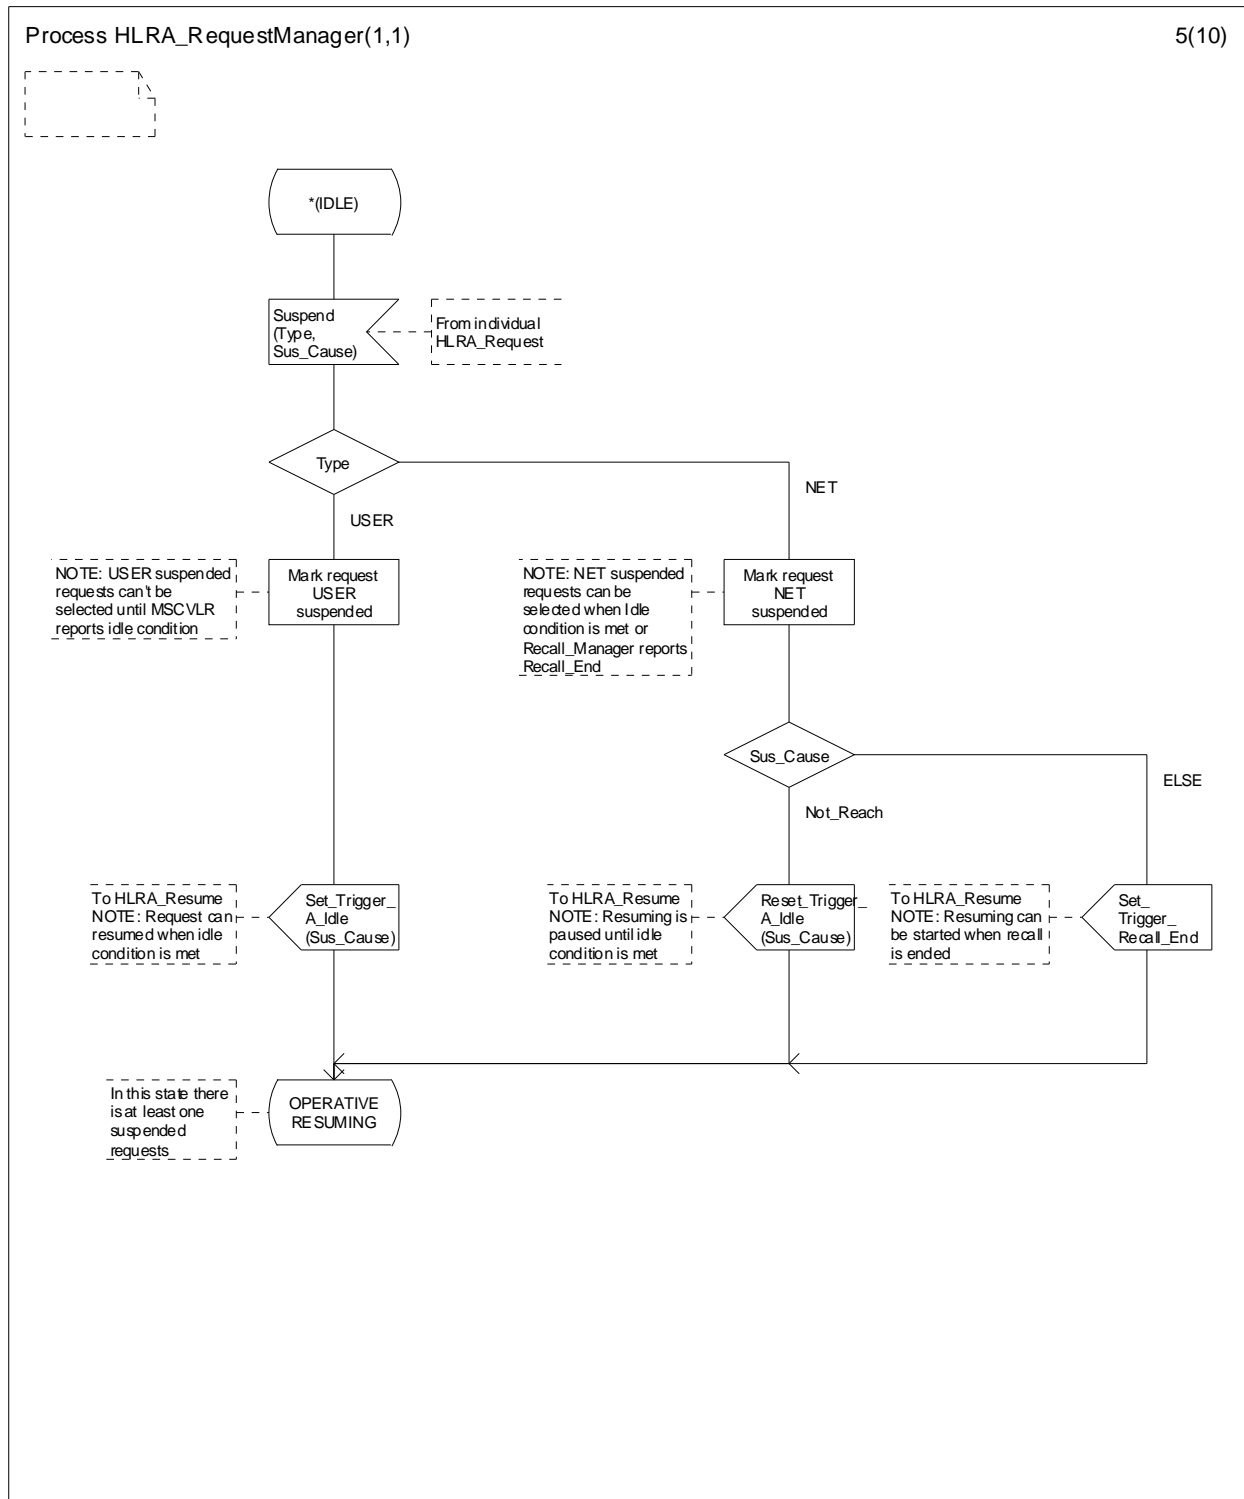 Process HLRA_RequestManager(1,1)
5(10)
*(IDLE)
Suspend
(Type,
Sus_Cause)
From individual
HLRA_Request
Type
NET
USER
NOTE: USER suspended
requests can't be
selected until MSCVLR
reports idle condition
Mark request
USER
suspended
NOTE: NET suspended
requests can be
selected when Idle
condition is met or
Recall_Manager reports
Recall_End
Mark request
NET
suspended
Sus_Cause
ELSE
Not_Reach
To HLRA_Resume
NOTE: Request can
resumed when idle
condition is met
Set_Trigger_
A_Idle
(Sus_Cause)
To HLRA_Resume
NOTE: Resuming is
paused until idle
condition is met
Reset_Trigger_
A_Idle
(Sus_Cause)
To HLRA_Resume
NOTE: Resuming can
be started when recall
is ended
Set_
Trigger_
Recall_End
In this state there
is at least one
suspended
requests
OPERATIVE
RESUMING